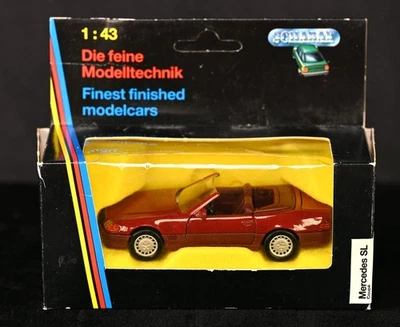 1:43
Die feine
Modelltechnik
Finest finished
modelcars
Mercedes SL